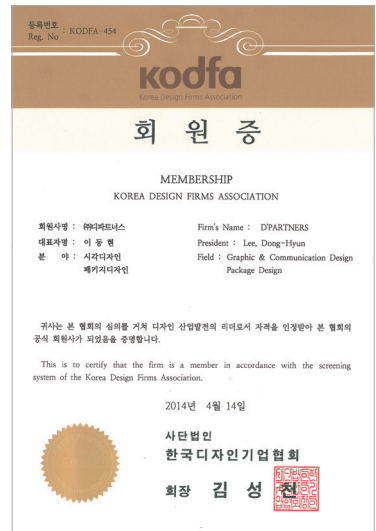 등록번호
Reg. No : KODFA-454
kodfa
Korea Design Firms Association
회 원 증
MEMBERSHIP
KOREA DESIGN FIRMS ASSOCIATION
회원사명 : ㈜디파트너스
대표자명 : 이 동 현
분 야 : 시각디자인
패키지디자인
Firm's Name : D'PARTNERS
President : Lee, Dong-Hyun
Field : Graphic & Communication Design
Package Design
귀사는 본 협회의 심의를 거쳐 디자인 산업발전의 리더로서 자격을 인정받아 본 협회의
공식 회원사가 되었음을 증명합니다.
This is to certify that the firm is a member in accordance with the screening
system of the Korea Design Firms Association.
2014년 4월 14일
사단법인
한국디자인기업협회
회장 김 성 천